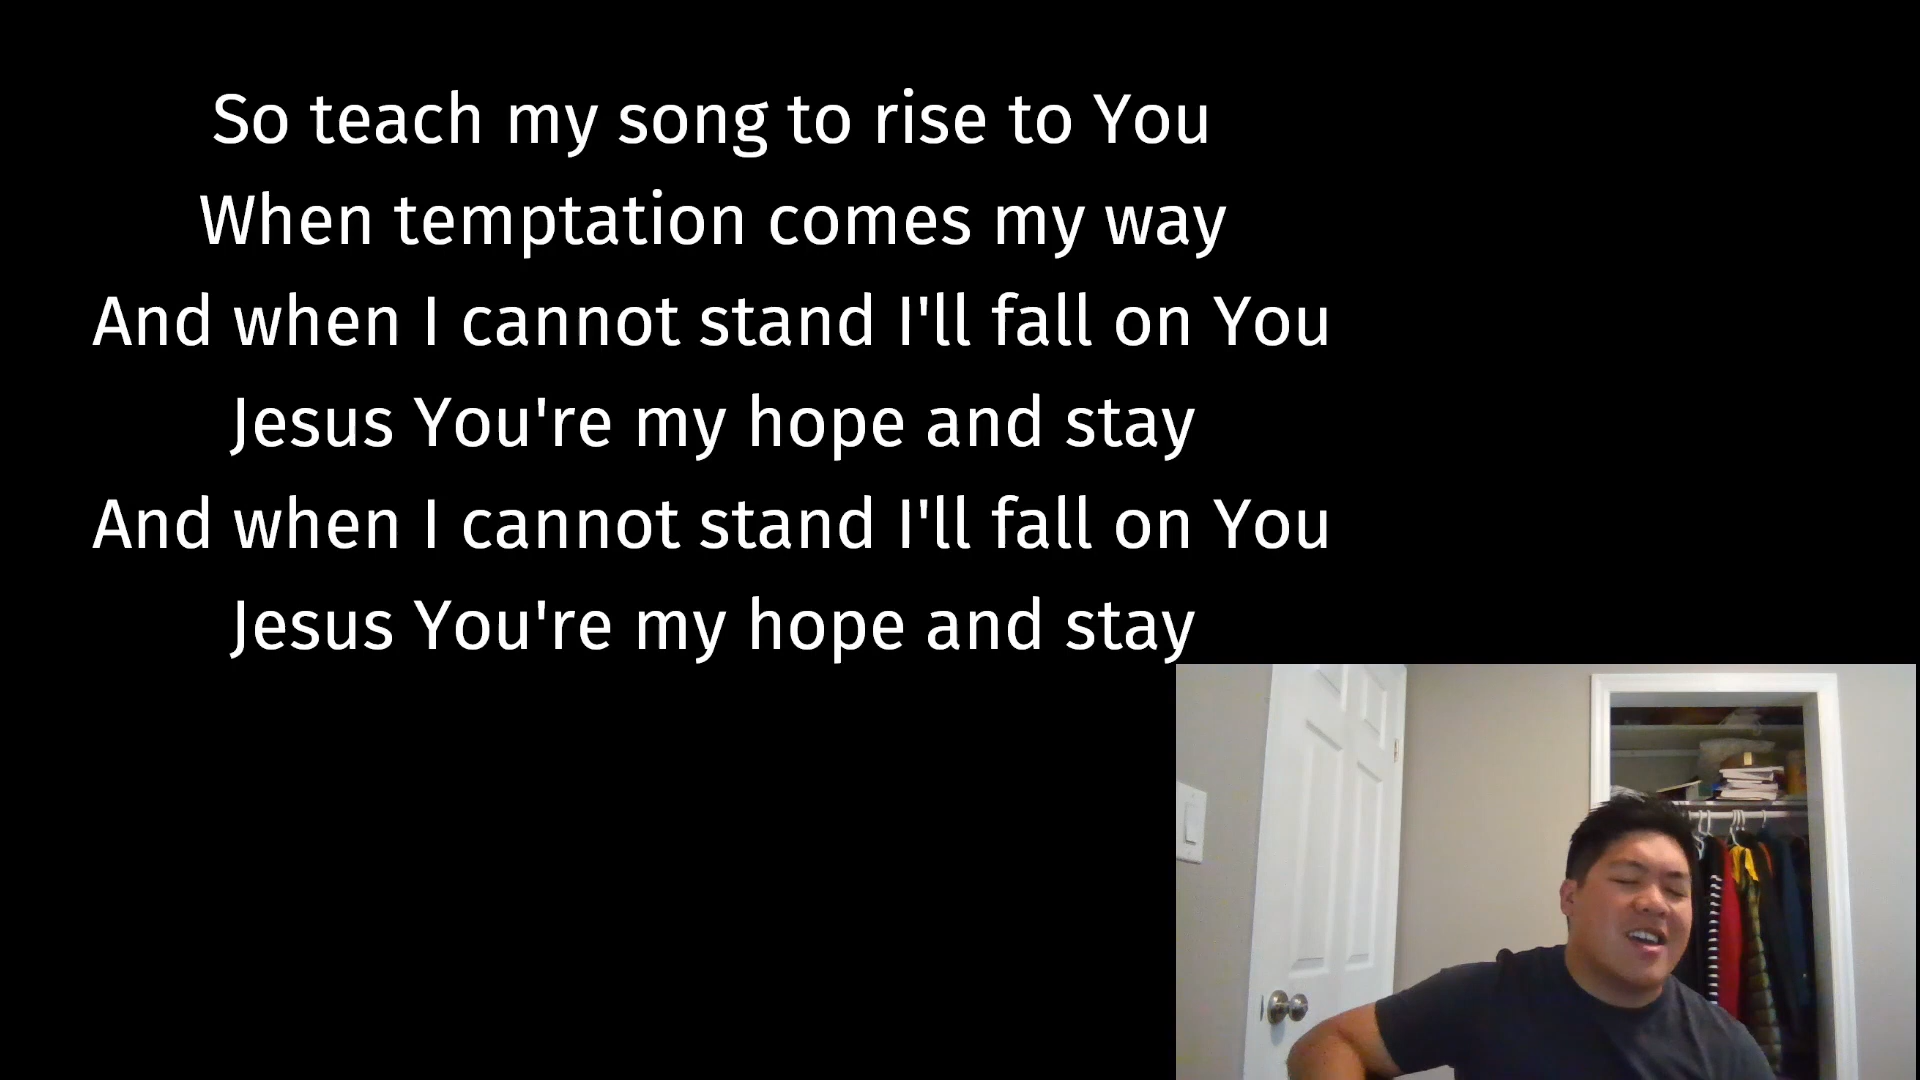 So teach my song to rise to You
When temptation comes my way
And when I cannot stand I'll fall on You
Jesus You're my hope and stay
And when I cannot stand I'll fall on You
Jesus You're my hope and stay